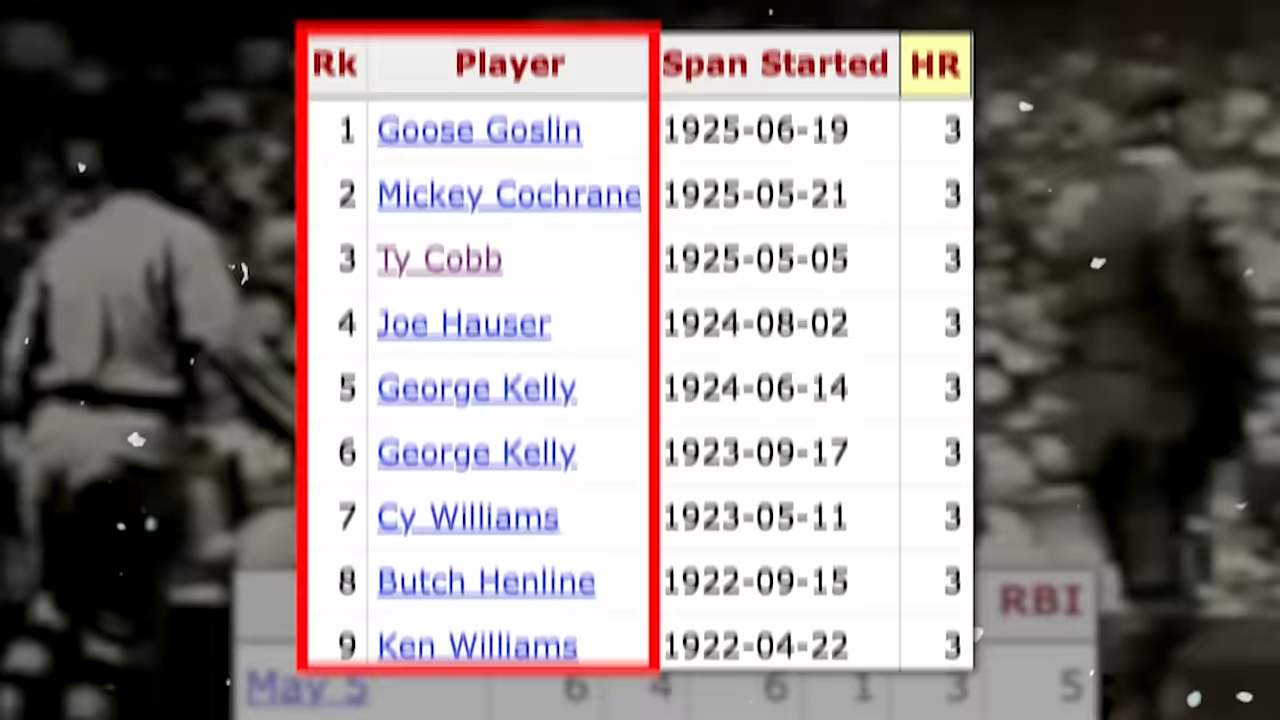 Rk Player Span Started HR
1 Goose Goslin 1925-06-19 3
2 Mickey Cochrane 1925-05-21 3
3 Ty Cobb 1925-05-05 3
4 Joe Hauser 1924-08-02 3
5 George Kelly 1924-06-14 3
6 George Kelly 1923-09-17 3
7 Cy Williams 1923-05-11 3
8 Butch Henline 1922-09-15 3
9 Ken Williams 1922-04-22 3
RBI
May 5 6 4 6 1 3 5